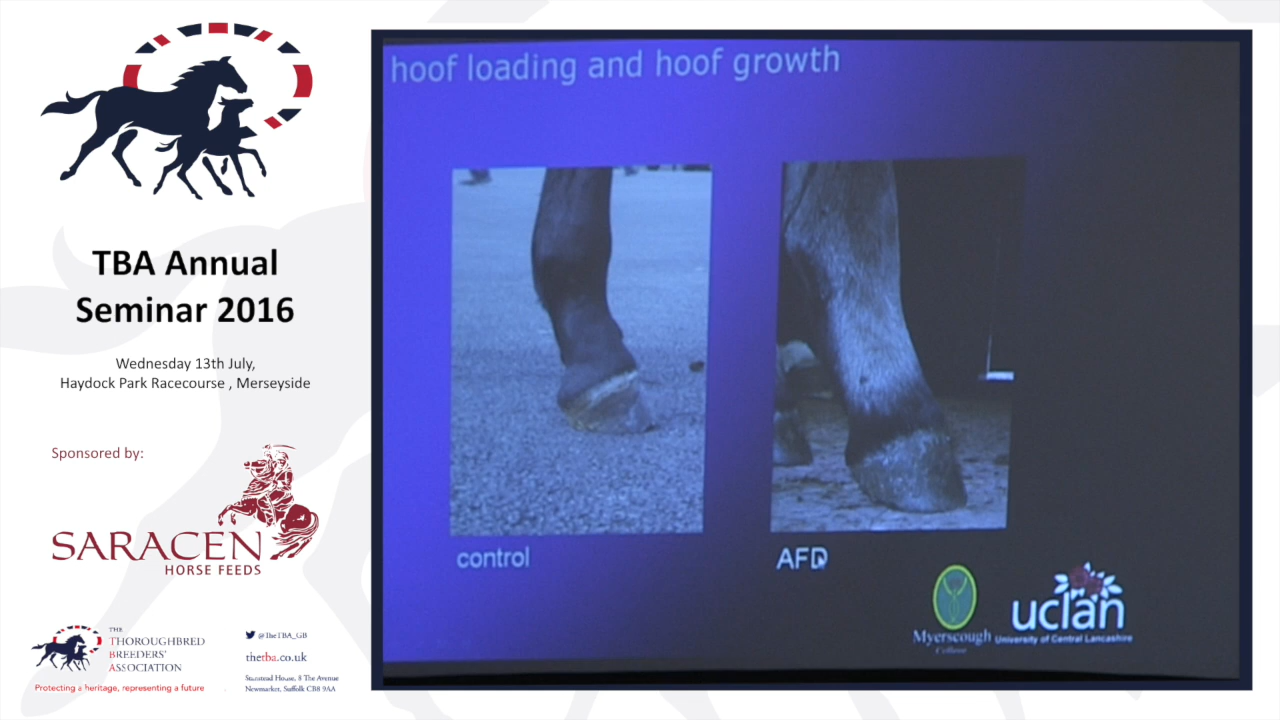 TBA Annual
Seminar 2016
Wednesday 13th July,
Haydock Park Racecourse , Merseyside
Sponsored by:
SARACEN
HORSE FEEDS
THE
THOROUGHBRED
BREEDERS'
ASSOCIATION
Protecting a heritage, representing a future
@TheTBA_GB
thetba.co.uk
Stanstead House, 8 The Avenue
Newmarket, Suffolk CB8 9AA
hoof loading and hoof growth
control
AFD
Myerscough
College
uclan
University of Central Lancashire